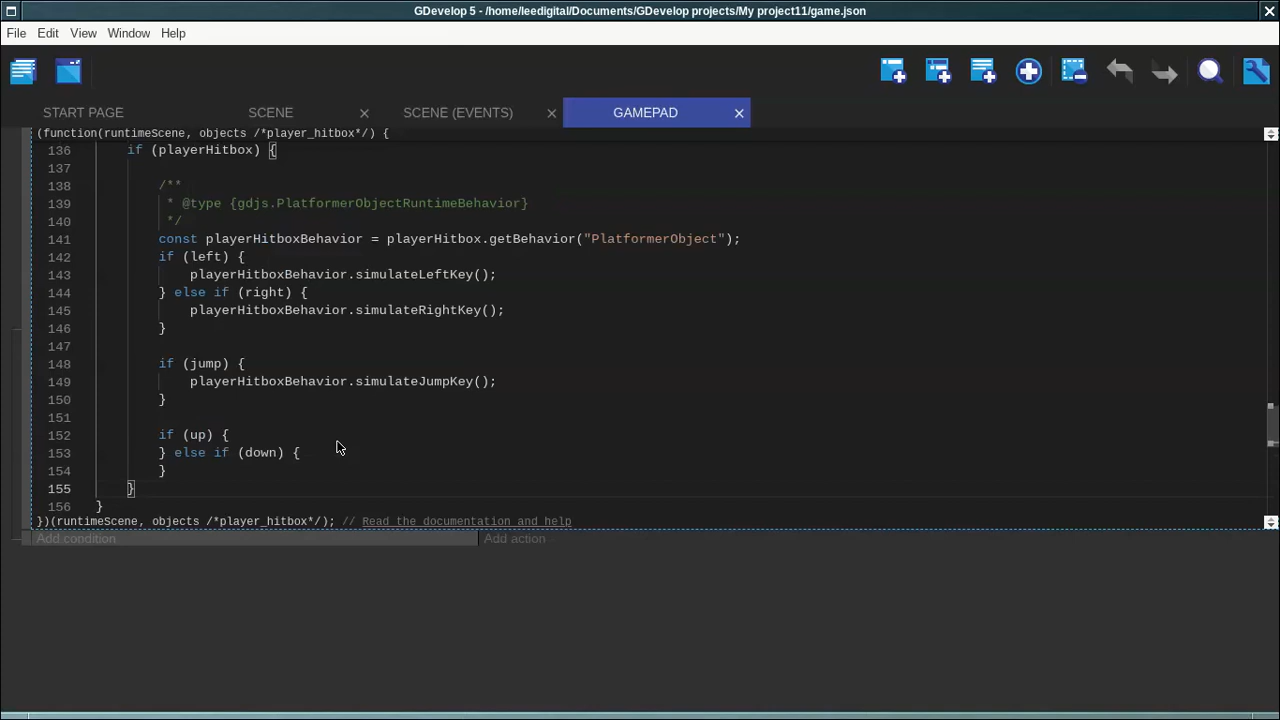 GDevelop 5 - /home/leedigital/Documents/GDevelop projects/My project11/game.json
File Edit View Window Help
START PAGE SCENE SCENE (EVENTS) GAMEPAD
(function(runtimeScene, objects /*player_hitbox*/) {
136 if (playerHitbox) {
137
138 /**
139 * @type {gdjs.PlatformerObjectRuntimeBehavior}
140 */
141 const playerHitboxBehavior = playerHitbox.getBehavior("PlatformerObject");
142 if (left) {
143 playerHitboxBehavior.simulateLeftKey();
144 } else if (right) {
145 playerHitboxBehavior.simulateRightKey();
146 }
147
148 if (jump) {
149 playerHitboxBehavior.simulateJumpKey();
150 }
151
152 if (up) {
153 } else if (down) {
154 }
155 }
156 }
})(runtimeScene, objects /*player_hitbox*/); // Read the documentation and help
Add condition Add action